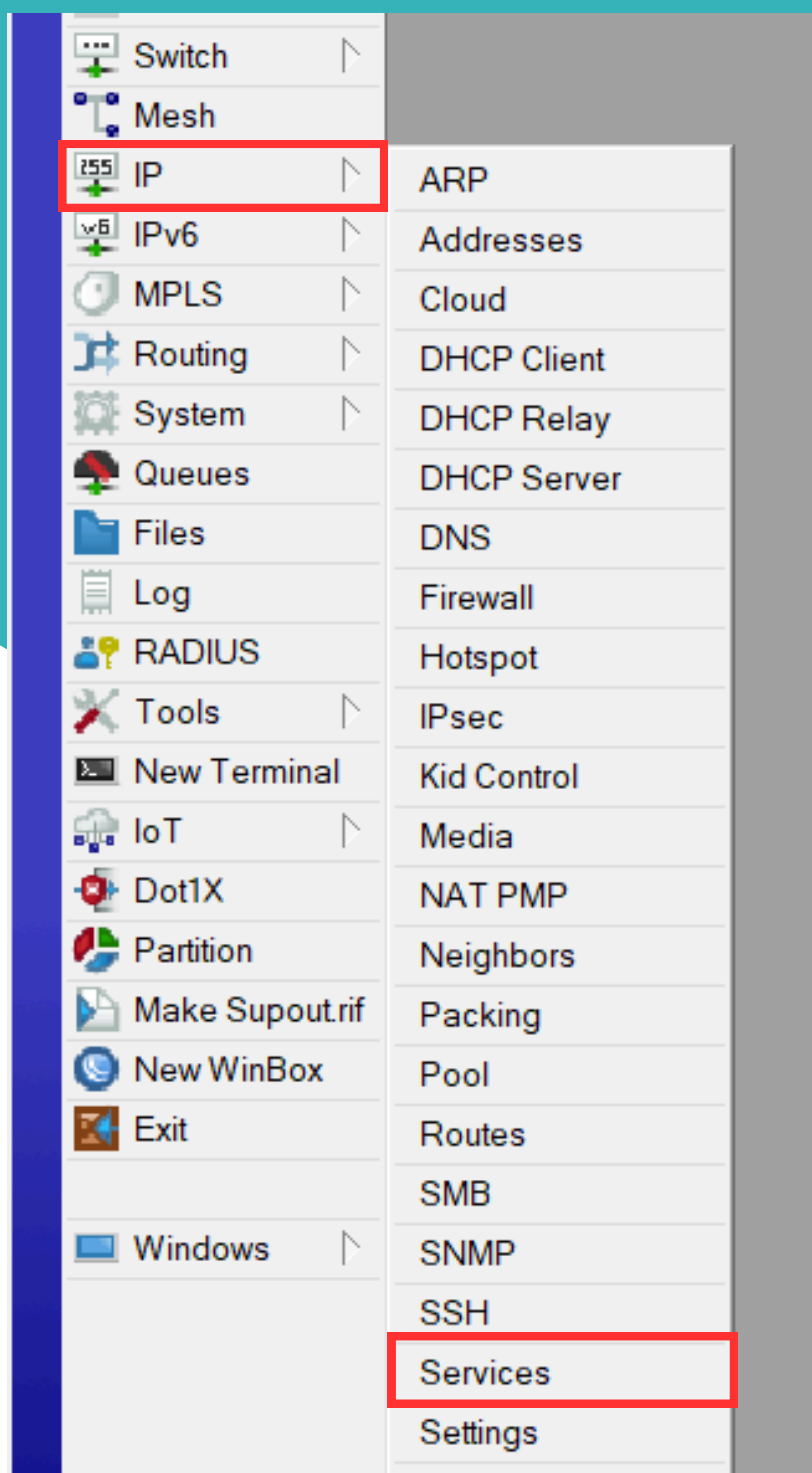 Switch
Mesh
255 IP
v6 IPv6
MPLS
Routing
System
Queues
Files
Log
RADIUS
Tools
New Terminal
IoT
Dot1X
Partition
Make Supout.rif
New WinBox
Exit
Windows
ARP
Addresses
Cloud
DHCP Client
DHCP Relay
DHCP Server
DNS
Firewall
Hotspot
IPsec
Kid Control
Media
NAT PMP
Neighbors
Packing
Pool
Routes
SMB
SNMP
SSH
Services
Settings